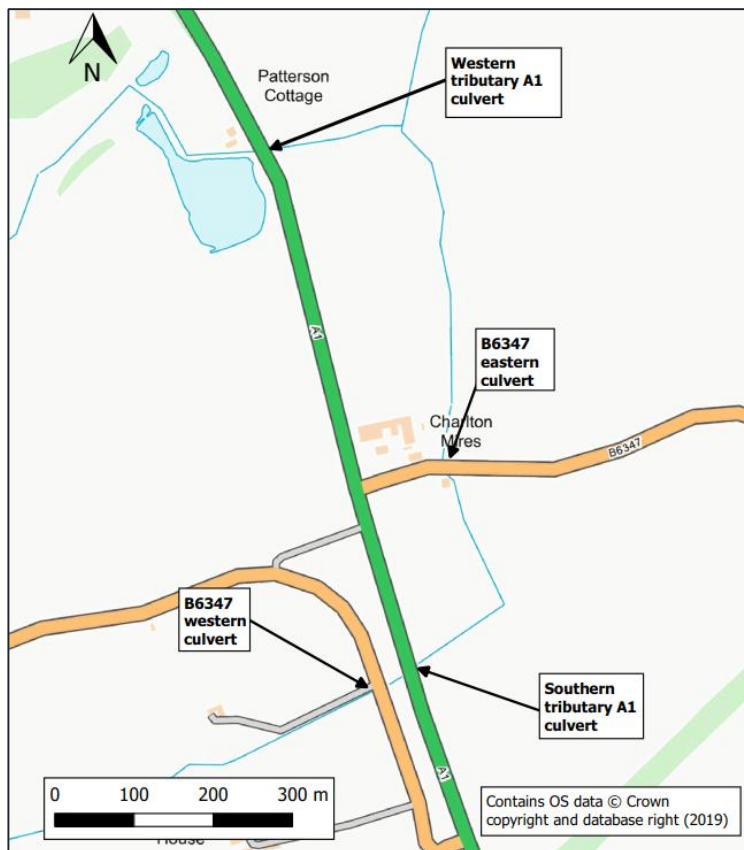 N
Patterson
Cottage
Western
tributary A1
culvert
A1
B6347
eastern
culvert
Charlton
Mires
B6347
B6347
western
culvert
Southern
tributary A1
culvert
A1
0 100 200 300 m
House
Contains OS data © Crown
copyright and database right (2019)